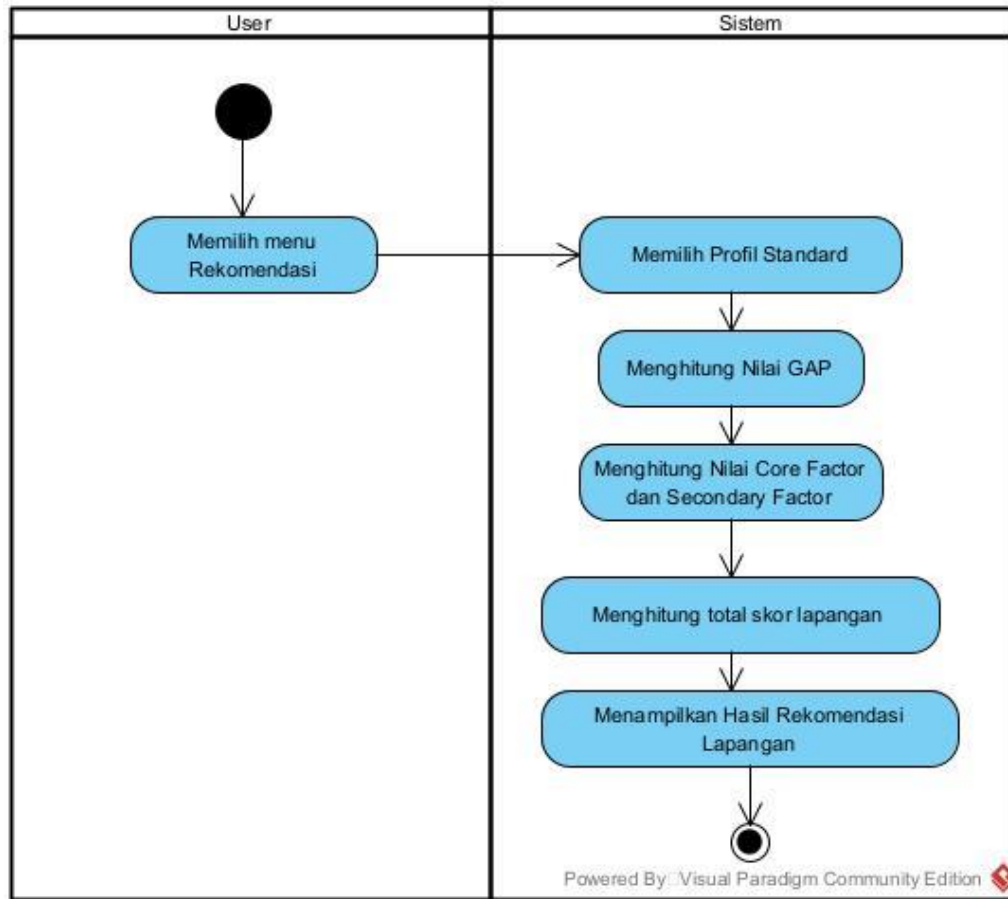 User
Sistem
Memilih menu
Rekomendasi
Memilih Profil Standard
Menghitung Nilai GAP
Menghitung Nilai Core Factor
dan Secondary Factor
Menghitung total skor lapangan
Menampilkan Hasil Rekomendasi
Lapangan
Powered By Visual Paradigm Community Edition